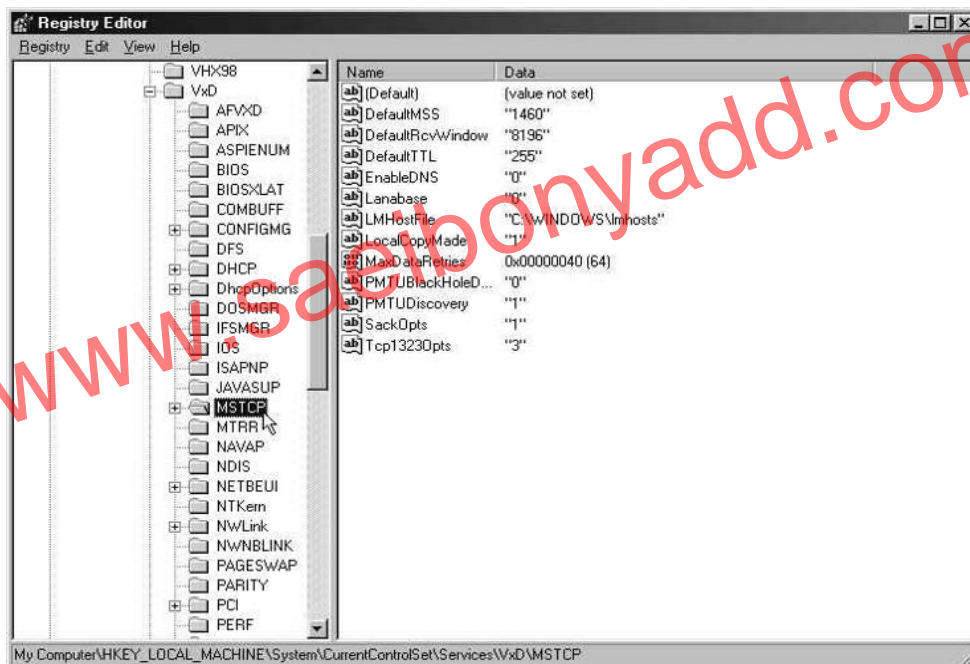 Registry Editor
Registry Edit View Help
VHX98
VxD
AFVXD
APIX
ASPIENUM
BIOS
BIOSXLAT
COMBUFF
CONFIGMG
DFS
DHCP
DhcpOptions
DOSMGR
IFSMGR
IOS
ISAPNP
JAVASUP
MSTCP
MTRR
NAVAP
NDIS
NETBEUI
NTKern
NWLink
NWNBLINK
PAGESWAP
PARITY
PCI
PERF
Name Data
(Default) (value not set)
DefaultMSS "1460"
DefaultRcvWindow "8196"
DefaultTTL "255"
EnableDNS "0"
Lanabase "0"
LMHostFile "C:\WINDOWS\lmhosts"
LocalCopyMade "1"
MaxDataRetries 0x00000040 (64)
PMTUBlackHoleD... "0"
PMTUDiscovery "1"
SackOpts "1"
Tcp1323Opts "3"
My Computer\HKEY_LOCAL_MACHINE\System\CurrentControlSet\Services\VxD\MSTCP
www.saeibonyadd.com